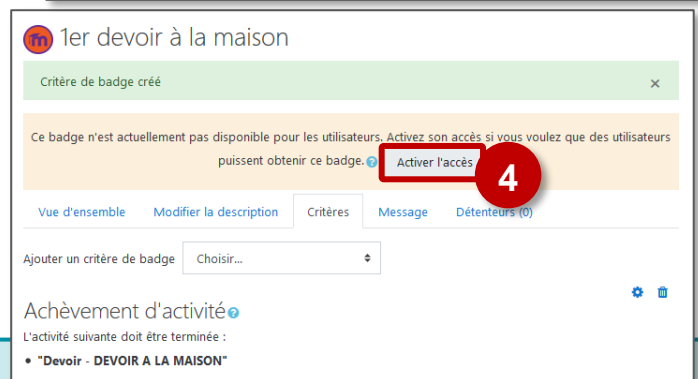 1er devoir à la maison
Critère de badge créé ×
Ce badge n'est actuellement pas disponible pour les utilisateurs. Activez son accès si vous voulez que des utilisateurs
puissent obtenir ce badge. ? Activer l'accès
4
Vue d'ensemble Modifier la description Critères Message Détenteurs (0)
Ajouter un critère de badge Choisir...
Achèvement d'activité ?
L'activité suivante doit être terminée :
• "Devoir - DEVOIR A LA MAISON"